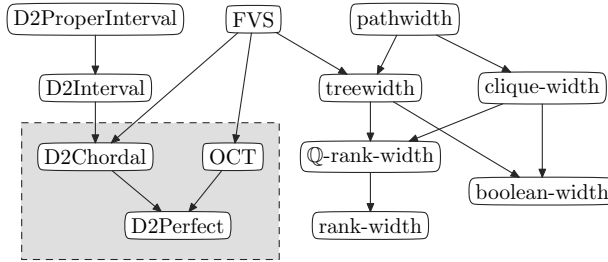 D2ProperInterval
FVS
pathwidth
D2Interval
treewidth
clique-width
D2Chordal
OCT
ℚ-rank-width
boolean-width
D2Perfect
rank-width